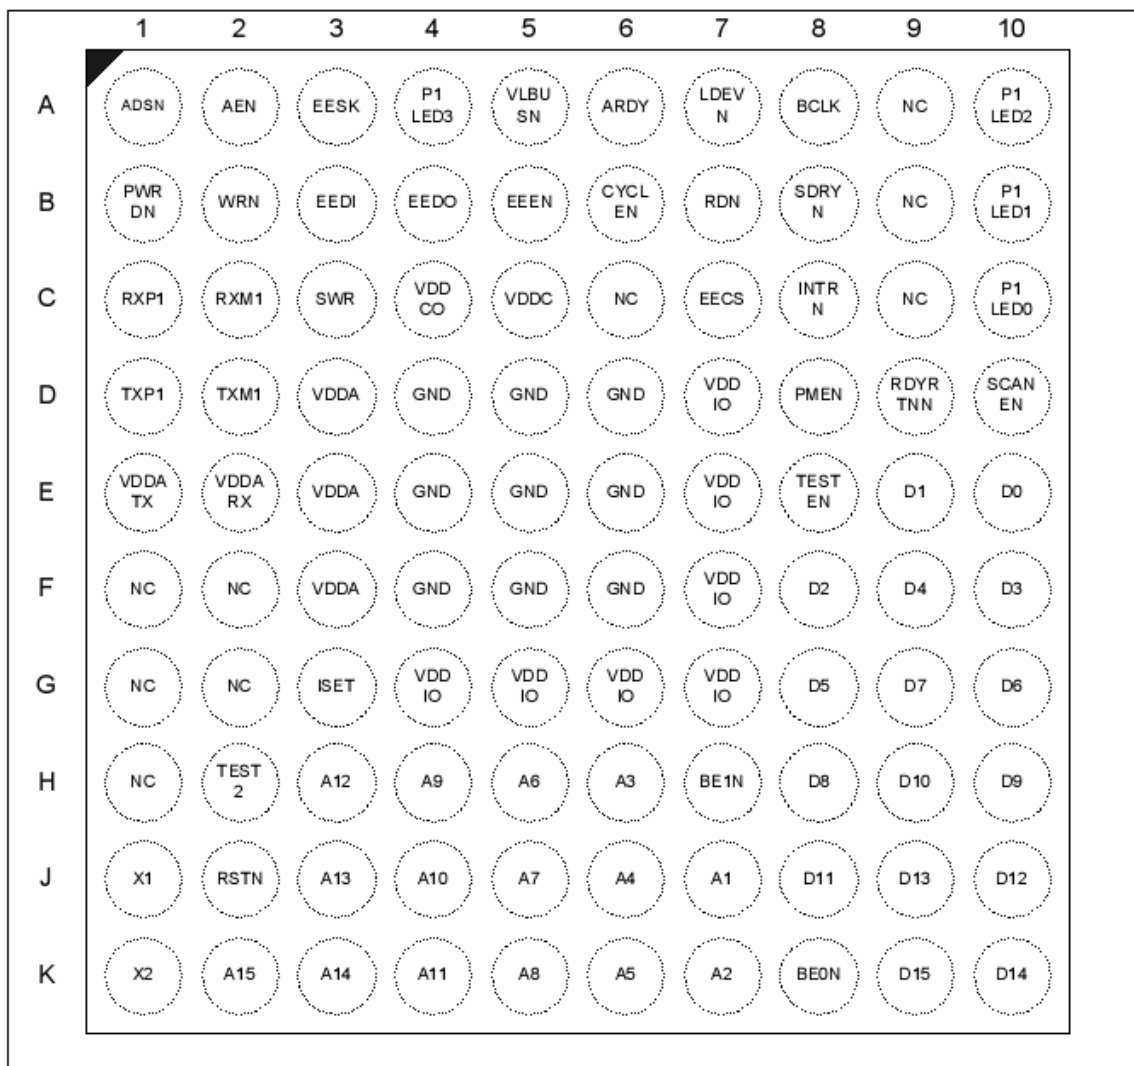 1 2 3 4 5 6 7 8 9 10
A ADSN AEN EESK P1 LED3 VLBU SN ARDY LDEV N BCLK NC P1 LED2
B PWR DN WRN EEDI EEDO EEEN CYCL EN RDN SDRY N NC P1 LED1
C RXP1 RXM1 SWR VDD CO VDDC NC EECS INTR N NC P1 LED0
D TXP1 TXM1 VDDA GND GND GND VDD IO PMEN RDYR TNN SCAN EN
E VDDA TX VDDA RX VDDA GND GND GND VDD IO TEST EN D1 D0
F NC NC VDDA GND GND GND VDD IO D2 D4 D3
G NC NC ISET VDD IO VDD IO VDD IO VDD IO D5 D7 D6
H NC TEST 2 A12 A9 A6 A3 BE1N D8 D10 D9
J X1 RSTN A13 A10 A7 A4 A1 D11 D13 D12
K X2 A15 A14 A11 A8 A5 A2 BE0N D15 D14